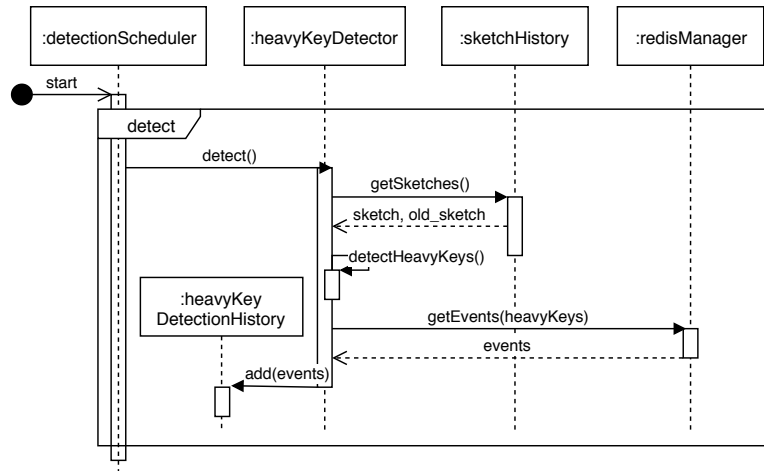 :detectionScheduler
:heavyKeyDetector
:sketchHistory
:redisManager
start
detect
detect()
getSketches()
sketch, old_sketch
detectHeavyKeys()
:heavyKey
DetectionHistory
getEvents(heavyKeys)
events
add(events)